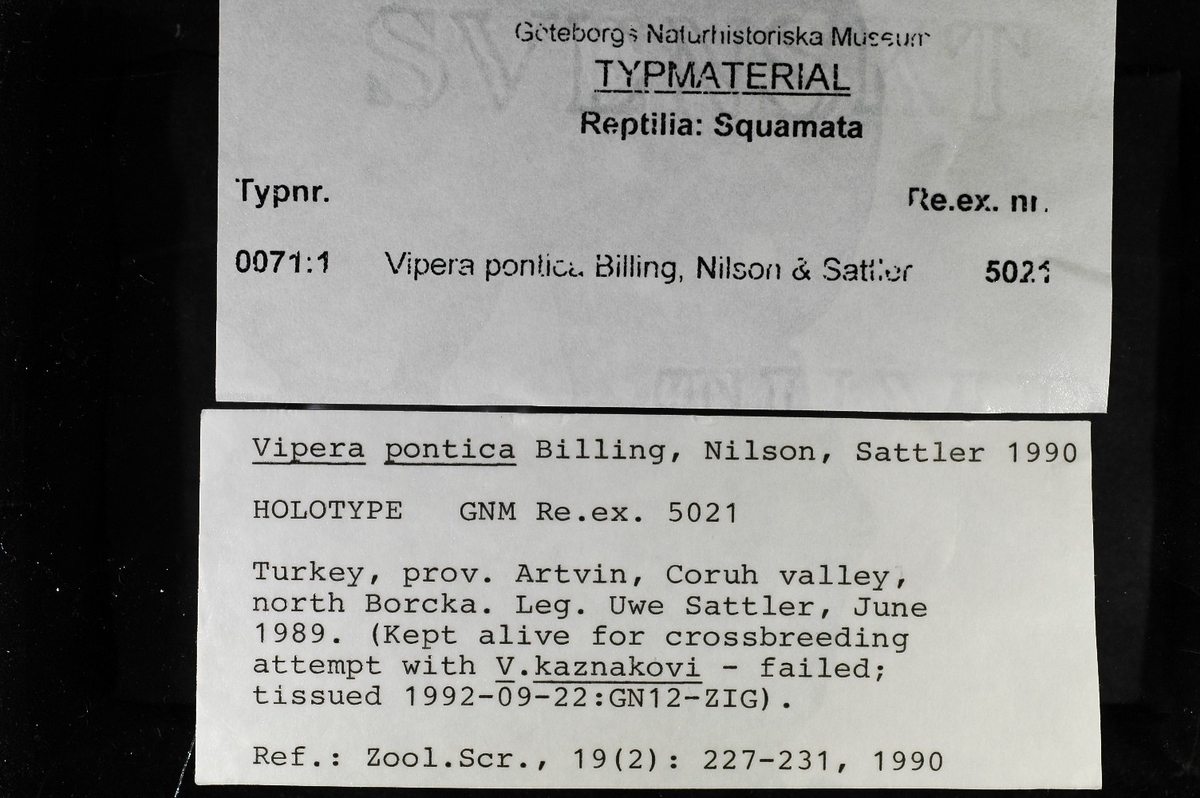 Göteborgs Naturhistoriska Museum
TYPMATERIAL
Reptilia: Squamata
Typnr. Re.ex. nr.
0071:1 Vipera pontica Billing, Nilson & Sattler 5021
Vipera pontica Billing, Nilson, Sattler 1990
HOLOTYPE GNM Re.ex. 5021
Turkey, prov. Artvin, Coruh valley,
north Borcka. Leg. Uwe Sattler, June
1989. (Kept alive for crossbreeding
attempt with V.kaznakovi - failed;
tissued 1992-09-22:GN12-ZIG).
Ref.: Zool.Scr., 19(2): 227-231, 1990